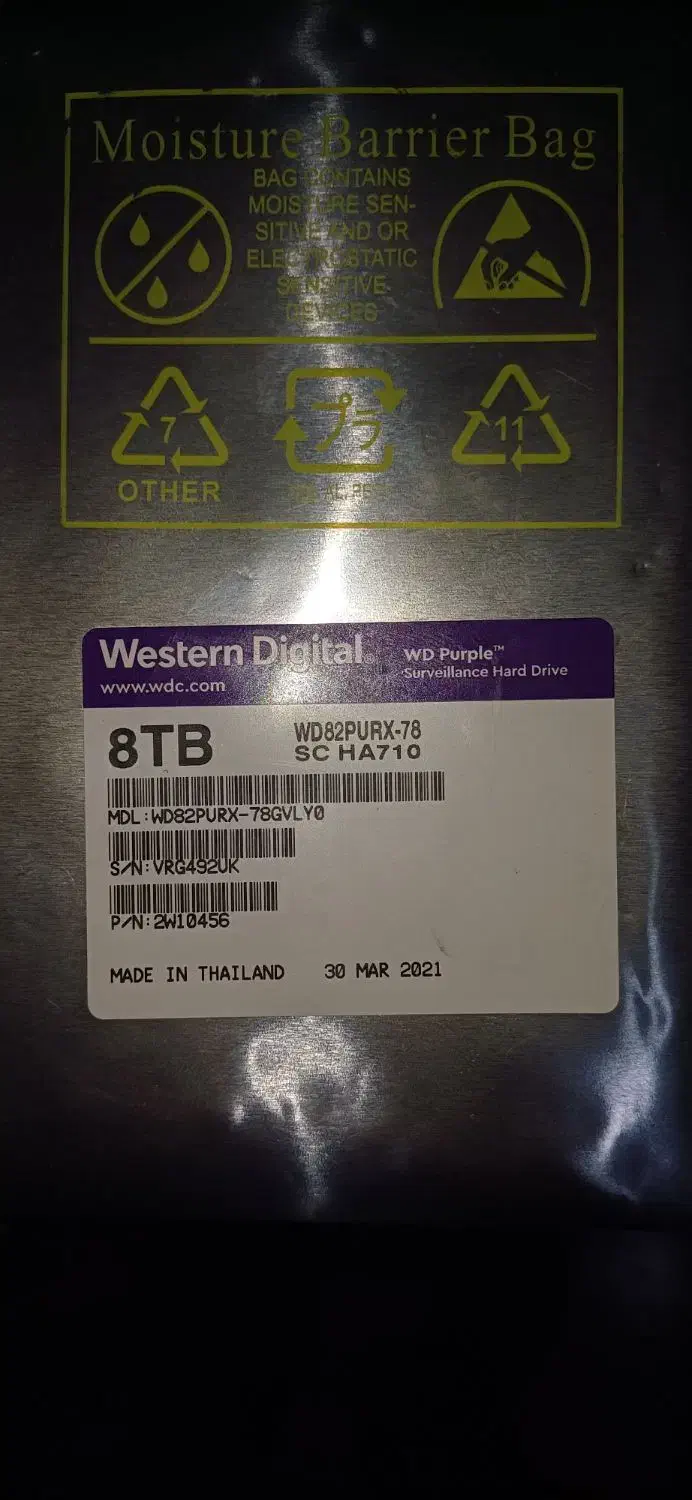 Moisture Barrier Bag
BAG CONTAINS
MOISTURE SEN-
SITIVE AND OR
ELECTROSTATIC
SENSITIVE
DEVICES
7
OTHER
プラ
11
Western Digital®
www.wdc.com
WD Purple™
Surveillance Hard Drive
8TB
WD82PURX-78
SC HA710
MDL:WD82PURX-78GVLY0
S/N:VRG492UK
P/N:2W10456
MADE IN THAILAND 30 MAR 2021